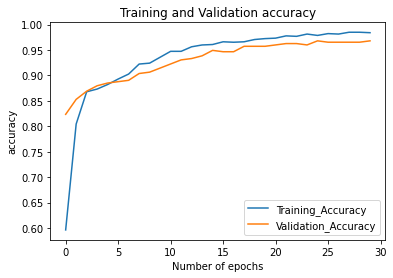 Training and Validation accuracy
1.00
0.95
0.90
0.85
0.80
0.75
0.70
0.65
0.60
accuracy
Training_Accuracy
Validation_Accuracy
0 5 10 15 20 25 30
Number of epochs